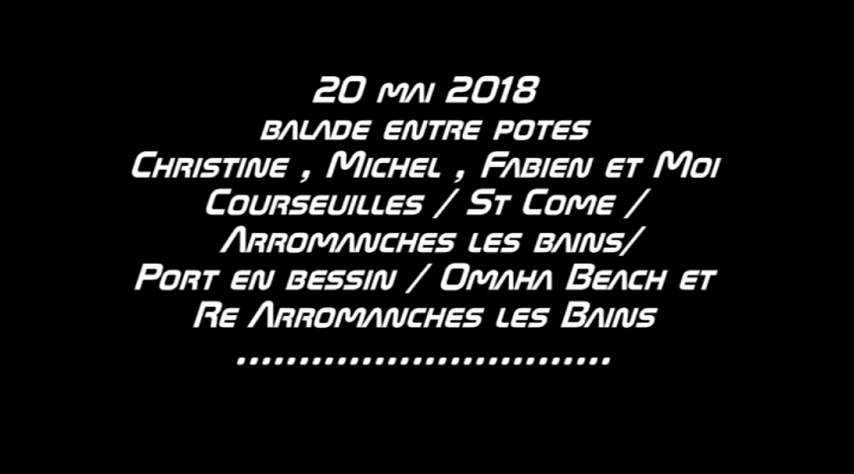 20 mai 2018
balade entre potes
Christine , Michel , Fabien et Moi
Courseuilles / St Come /
Arromanches les bains/
Port en bessin / Omaha Beach et
Re Arromanches les Bains
..............................